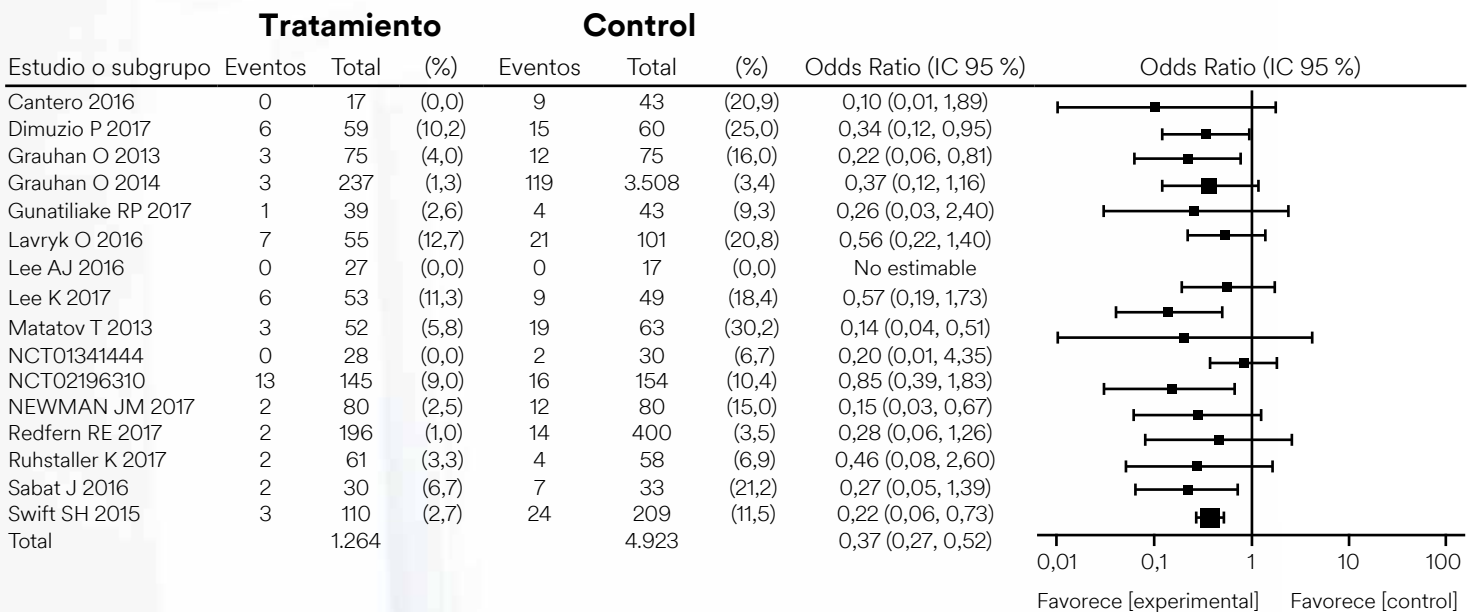 Tratamiento Control
Estudio o subgrupo Eventos Total (%) Eventos Total (%) Odds Ratio (IC 95 %) Odds Ratio (IC 95 %)
Cantero 2016 0 17 (0,0) 9 43 (20,9) 0,10 (0,01, 1,89)
Dimuzio P 2017 6 59 (10,2) 15 60 (25,0) 0,34 (0,12, 0,95)
Grauhan O 2013 3 75 (4,0) 12 75 (16,0) 0,22 (0,06, 0,81)
Grauhan O 2014 3 237 (1,3) 119 3.508 (3,4) 0,37 (0,12, 1,16)
Gunatiliake RP 2017 1 39 (2,6) 4 43 (9,3) 0,26 (0,03, 2,40)
Lavryk O 2016 7 55 (12,7) 21 101 (20,8) 0,56 (0,22, 1,40)
Lee AJ 2016 0 27 (0,0) 0 17 (0,0) No estimable
Lee K 2017 6 53 (11,3) 9 49 (18,4) 0,57 (0,19, 1,73)
Matatov T 2013 3 52 (5,8) 19 63 (30,2) 0,14 (0,04, 0,51)
NCT01341444 0 28 (0,0) 2 30 (6,7) 0,20 (0,01, 4,35)
NCT02196310 13 145 (9,0) 16 154 (10,4) 0,85 (0,39, 1,83)
NEWMAN JM 2017 2 80 (2,5) 12 80 (15,0) 0,15 (0,03, 0,67)
Redfern RE 2017 2 196 (1,0) 14 400 (3,5) 0,28 (0,06, 1,26)
Ruhstaller K 2017 2 61 (3,3) 4 58 (6,9) 0,46 (0,08, 2,60)
Sabat J 2016 2 30 (6,7) 7 33 (21,2) 0,27 (0,05, 1,39)
Swift SH 2015 3 110 (2,7) 24 209 (11,5) 0,22 (0,06, 0,73)
Total 1.264 4.923 0,37 (0,27, 0,52)
0,01 0,1 1 10 100
Favorece [experimental] Favorece [control]